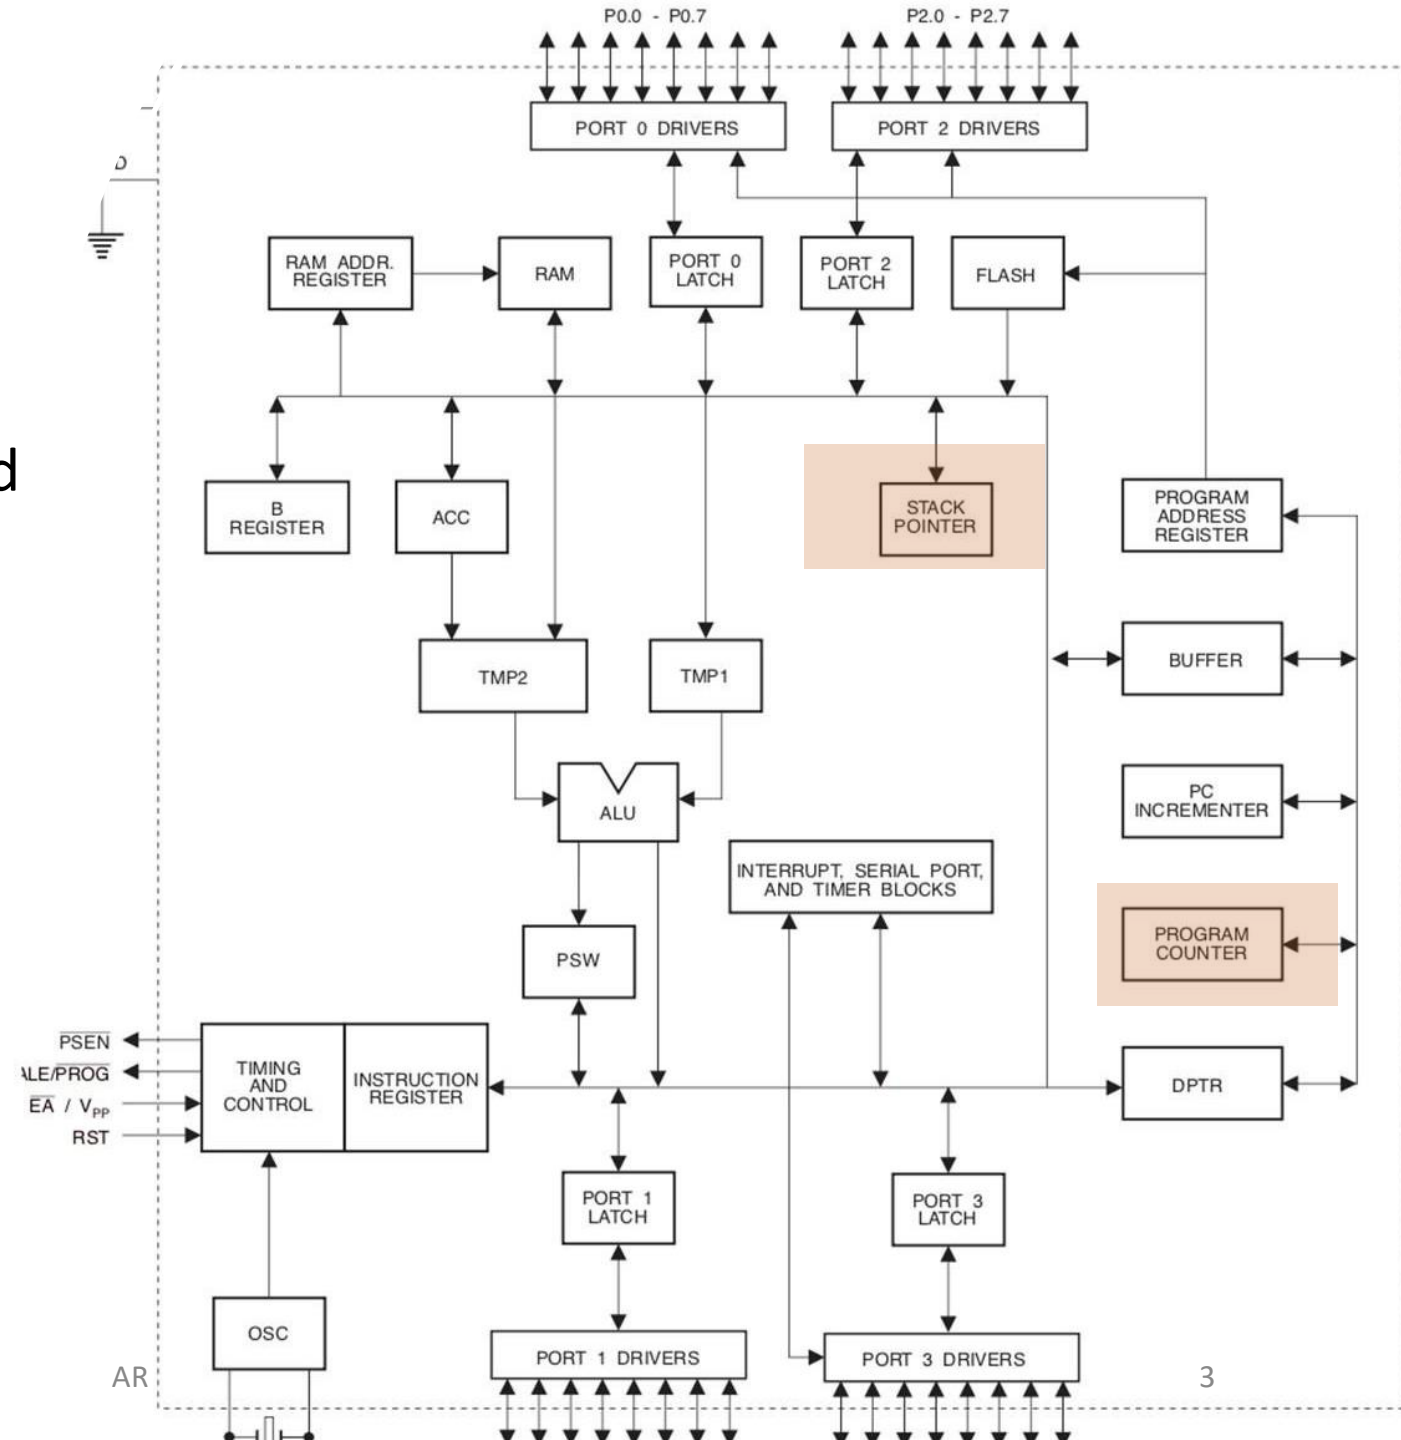 P0.0 - P0.7
P2.0 - P2.7
PORT 0 DRIVERS
PORT 2 DRIVERS
RAM ADDR.
REGISTER
RAM
PORT 0
LATCH
PORT 2
LATCH
FLASH
d
B
REGISTER
ACC
STACK
POINTER
PROGRAM
ADDRESS
REGISTER
TMP2
TMP1
BUFFER
ALU
PC
INCREMENTER
INTERRUPT, SERIAL PORT,
AND TIMER BLOCKS
PSW
PROGRAM
COUNTER
PSEN
LE/PROG
EA / VPP
RST
TIMING
AND
CONTROL
INSTRUCTION
REGISTER
DPTR
PORT 1
LATCH
PORT 3
LATCH
OSC
PORT 1 DRIVERS
PORT 3 DRIVERS
AR
3